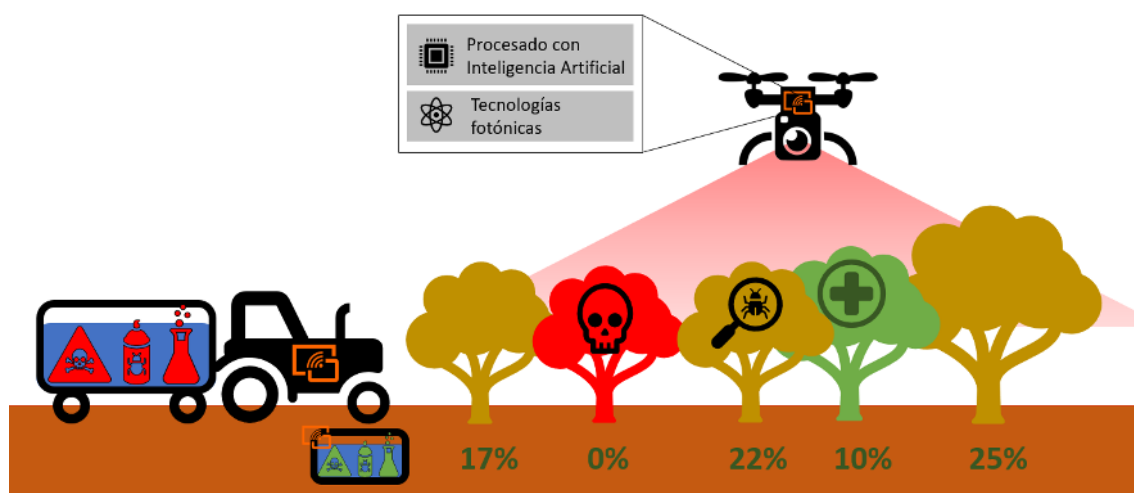 Procesado con
Inteligencia Artificial
Tecnologías
fotónicas
17% 0% 22% 10% 25%